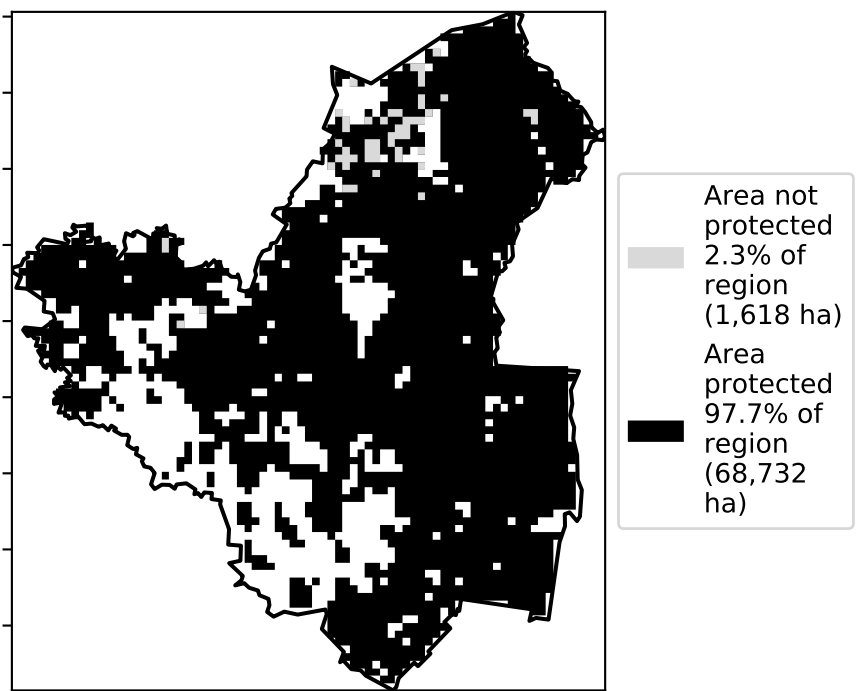 Area not
protected
2.3% of
region
(1,618 ha)
Area
protected
97.7% of
region
(68,732
ha)